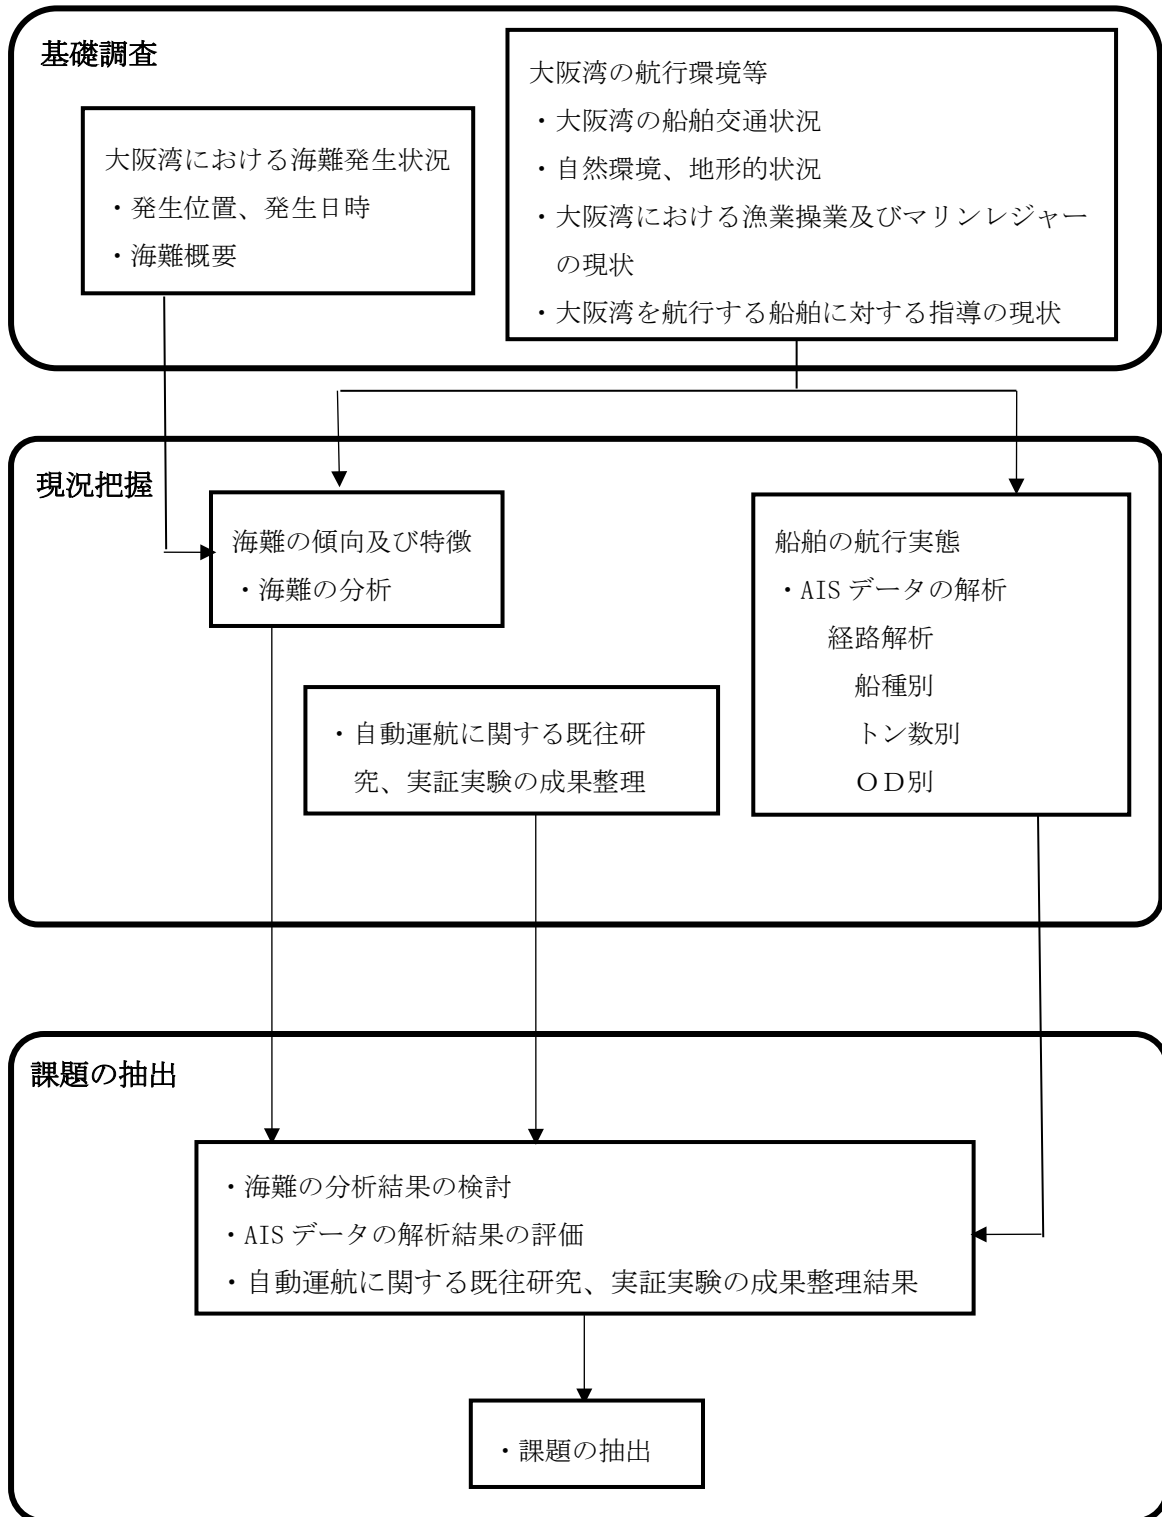 基礎調査
大阪湾における海難発生状況
・発生位置、発生日時
・海難概要
大阪湾の航行環境等
・大阪湾の船舶交通状況
・自然環境、地形的状況
・大阪湾における漁業操業及びマリンレジャー
の現状
・大阪湾を航行する船舶に対する指導の現状
現況把握
海難の傾向及び特徴
・海難の分析
船舶の航行実態
・AIS データの解析
経路解析
船種別
トン数別
ＯＤ別
・自動運航に関する既往研
究、実証実験の成果整理
課題の抽出
・海難の分析結果の検討
・AIS データの解析結果の評価
・自動運航に関する既往研究、実証実験の成果整理結果
・課題の抽出